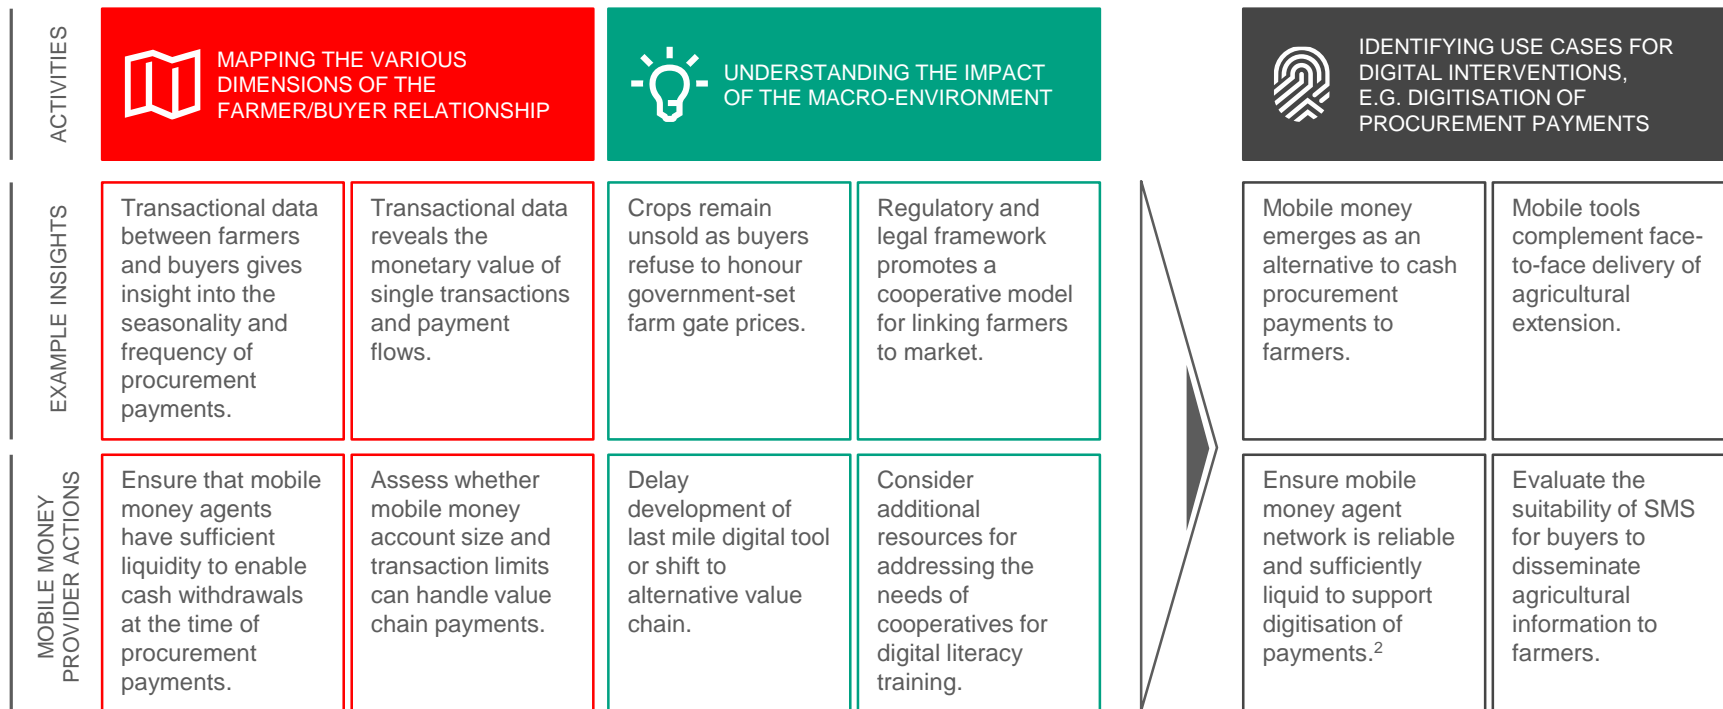 ACTIVITIES
MAPPING THE VARIOUS
DIMENSIONS OF THE
FARMER/BUYER RELATIONSHIP
UNDERSTANDING THE IMPACT
OF THE MACRO-ENVIRONMENT
IDENTIFYING USE CASES FOR
DIGITAL INTERVENTIONS,
E.G. DIGITISATION OF
PROCUREMENT PAYMENTS
EXAMPLE INSIGHTS
Transactional data
between farmers
and buyers gives
insight into the
seasonality and
frequency of
procurement
payments.
Transactional data
reveals the
monetary value of
single transactions
and payment
flows.
Crops remain
unsold as buyers
refuse to honour
government-set
farm gate prices.
Regulatory and
legal framework
promotes a
cooperative model
for linking farmers
to market.
Mobile money
emerges as an
alternative to cash
procurement
payments to
farmers.
Mobile tools
complement face-
to-face delivery of
agricultural
extension.
MOBILE MONEY
PROVIDER ACTIONS
Ensure that mobile
money agents
have sufficient
liquidity to enable
cash withdrawals
at the time of
procurement
payments.
Assess whether
mobile money
account size and
transaction limits
can handle value
chain payments.
Delay
development of
last mile digital tool
or shift to
alternative value
chain.
Consider
additional
resources for
addressing the
needs of
cooperatives for
digital literacy
training.
Ensure mobile
money agent
network is reliable
and sufficiently
liquid to support
digitisation of
payments.²
Evaluate the
suitability of SMS
for buyers to
disseminate
agricultural
information to
farmers.